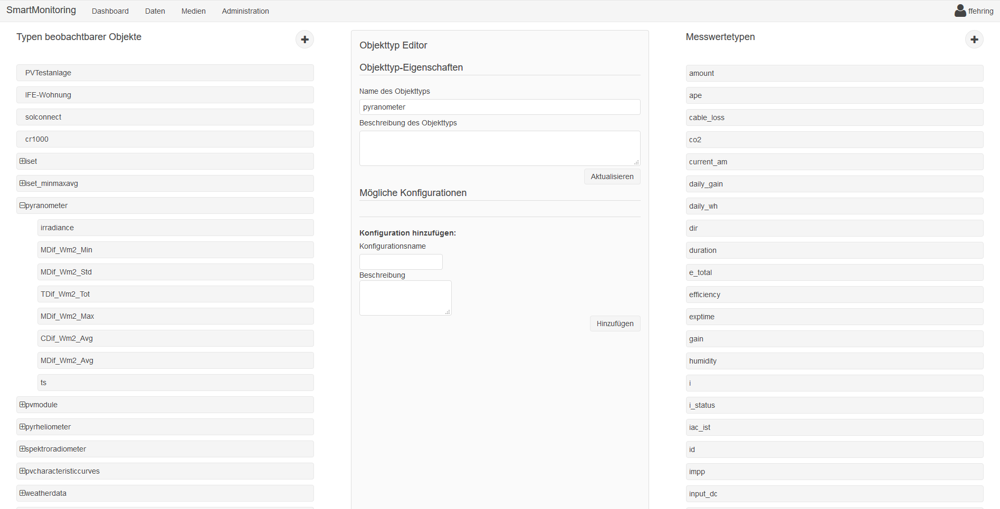 SmartMonitoring Dashboard Daten Medien Administration ffehring
Typen beobachtbarer Objekte
PVTestanlage
IFE-Wohnung
solconnect
cr1000
iset
iset_minmaxavg
pyranometer
irradiance
MDif_Wm2_Min
MDif_Wm2_Std
TDif_Wm2_Tot
MDif_Wm2_Max
CDif_Wm2_Avg
MDif_Wm2_Avg
ts
pvmodule
pyrheliometer
spektroradiometer
pvcharacteristiccurves
weatherdata
Objekttyp Editor
Objekttyp-Eigenschaften
Name des Objekttyps
pyranometer
Beschreibung des Objekttyps
Aktualisieren
Mögliche Konfigurationen
Konfiguration hinzufügen:
Konfigurationsname
Beschreibung
Hinzufügen
Messwertetypen
amount
ape
cable_loss
co2
current_am
daily_gain
daily_wh
dir
duration
e_total
efficiency
exptime
gain
humidity
i
i_status
iac_ist
id
impp
input_dc